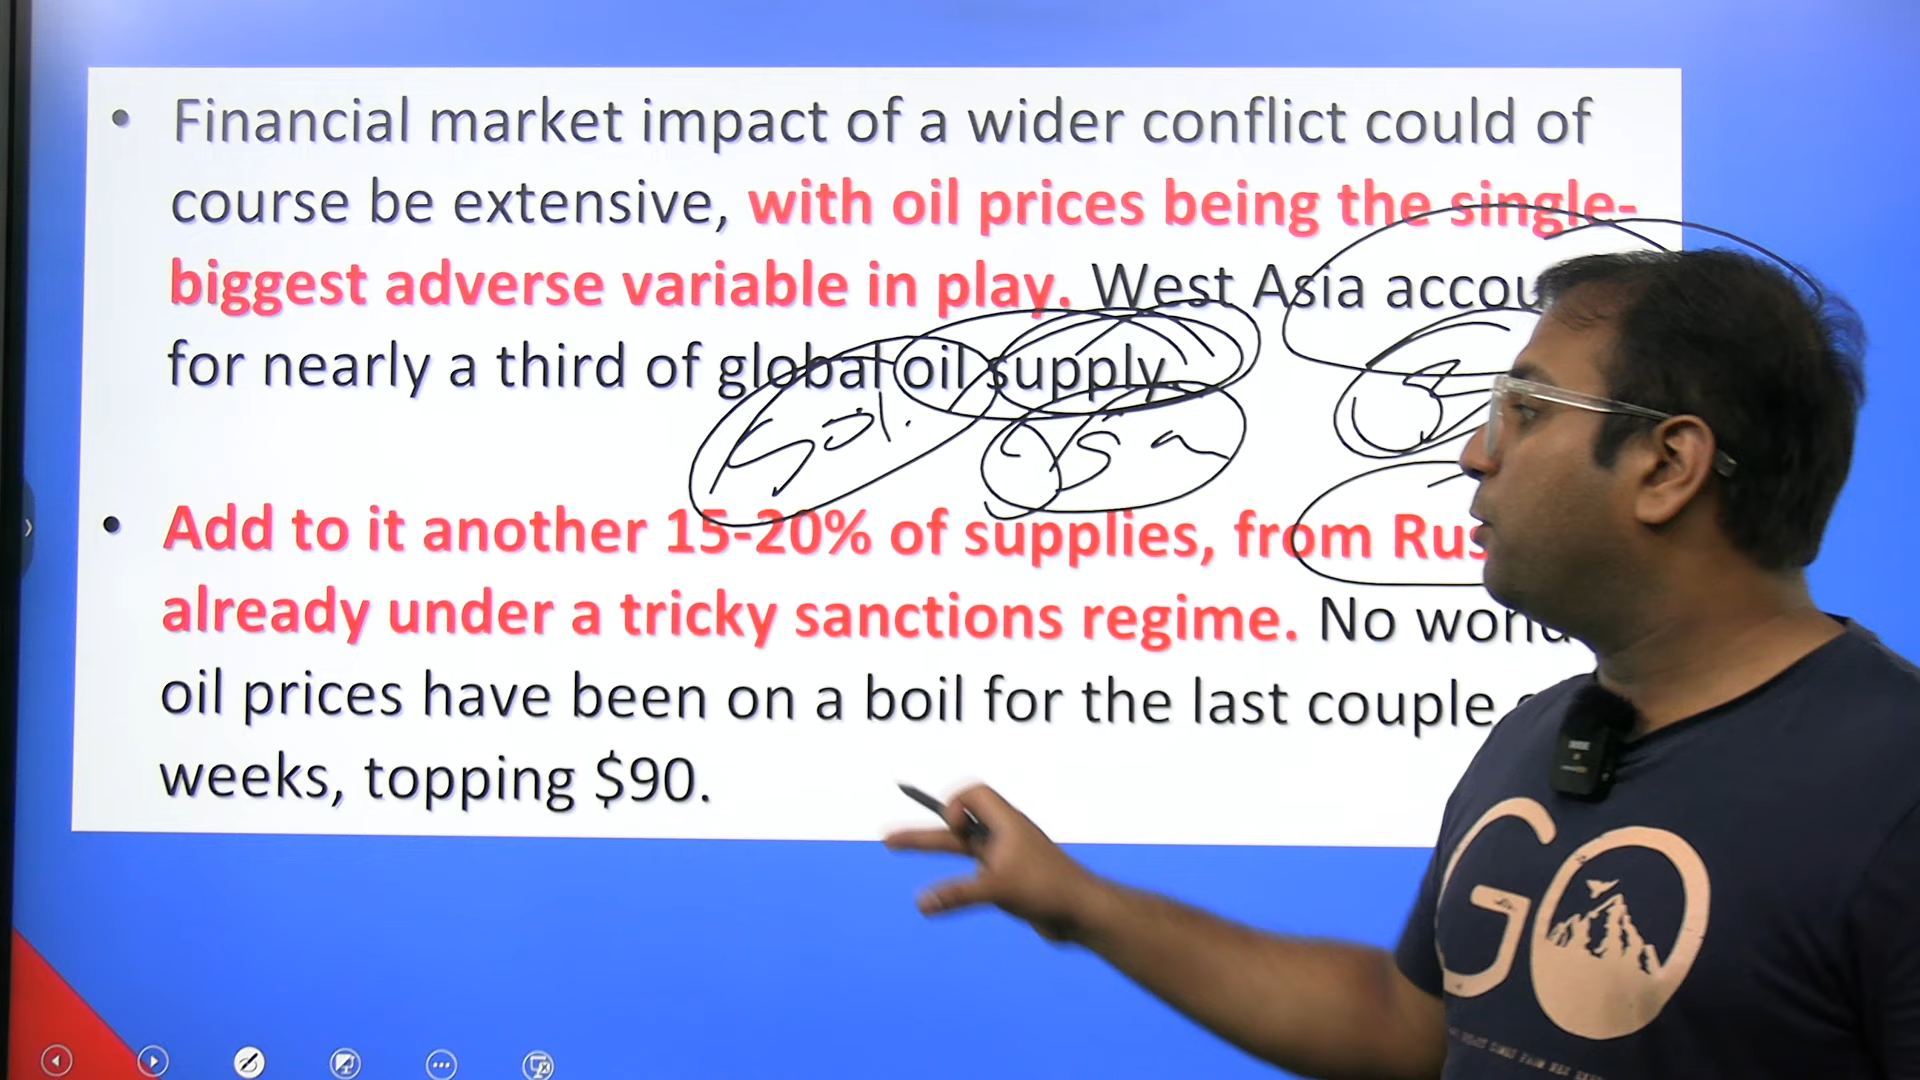 • Financial market impact of a wider conflict could of
course be extensive, with oil prices being the single-
biggest adverse variable in play. West Asia accou
for nearly a third of global oil supply.
• Add to it another 15-20% of supplies, from Rus
already under a tricky sanctions regime. No wond
oil prices have been on a boil for the last couple
weeks, topping $90.
GO